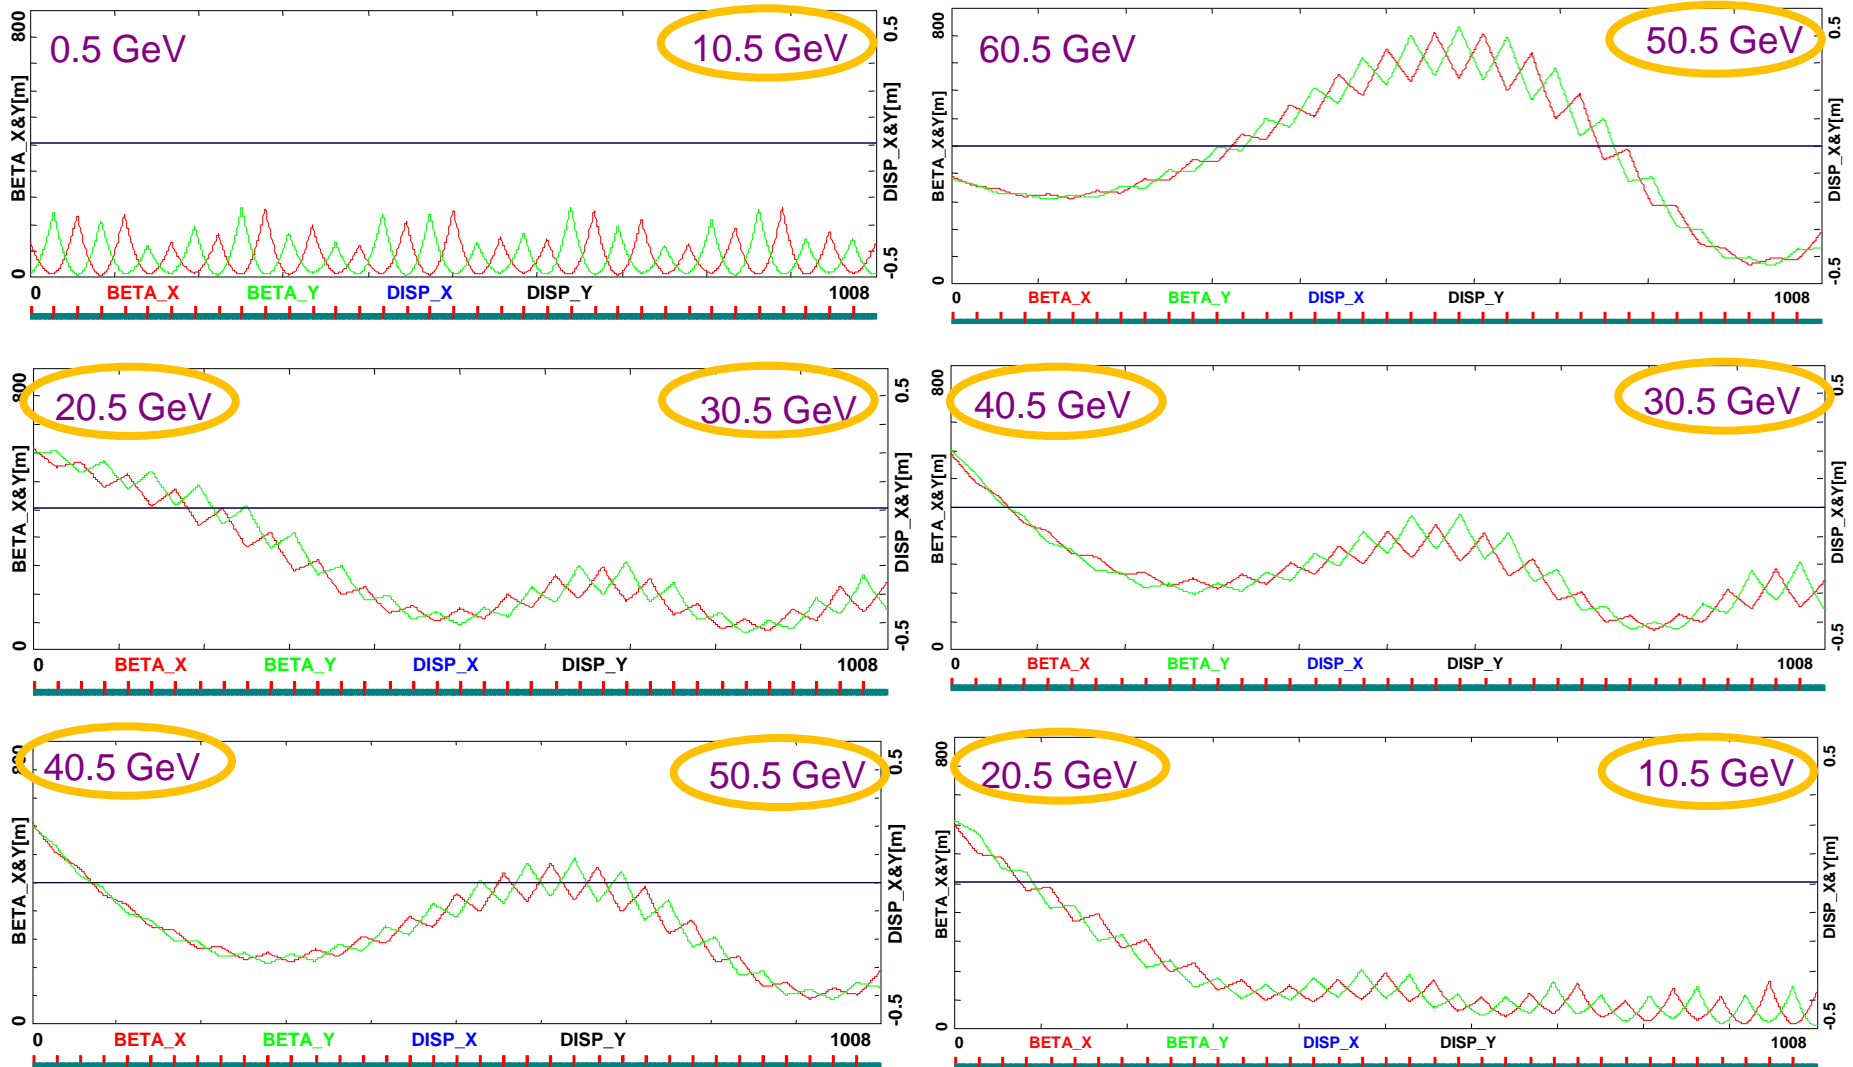 800
0.5 GeV
10.5 GeV
0.5
BETA_X&Y[m]
DISP_X&Y[m]
0
-0.5
0 BETA_X BETA_Y DISP_X DISP_Y 1008
800
60.5 GeV
50.5 GeV
0.5
BETA_X&Y[m]
DISP_X&Y[m]
0
-0.5
0 BETA_X BETA_Y DISP_X DISP_Y 1008
800
20.5 GeV
30.5 GeV
0.5
BETA_X&Y[m]
DISP_X&Y[m]
0
-0.5
0 BETA_X BETA_Y DISP_X DISP_Y 1008
800
40.5 GeV
30.5 GeV
0.5
BETA_X&Y[m]
DISP_X&Y[m]
0
-0.5
0 BETA_X BETA_Y DISP_X DISP_Y 1008
800
40.5 GeV
50.5 GeV
0.5
BETA_X&Y[m]
DISP_X&Y[m]
0
-0.5
0 BETA_X BETA_Y DISP_X DISP_Y 1008
800
20.5 GeV
10.5 GeV
0.5
BETA_X&Y[m]
DISP_X&Y[m]
0
-0.5
0 BETA_X BETA_Y DISP_X DISP_Y 1008